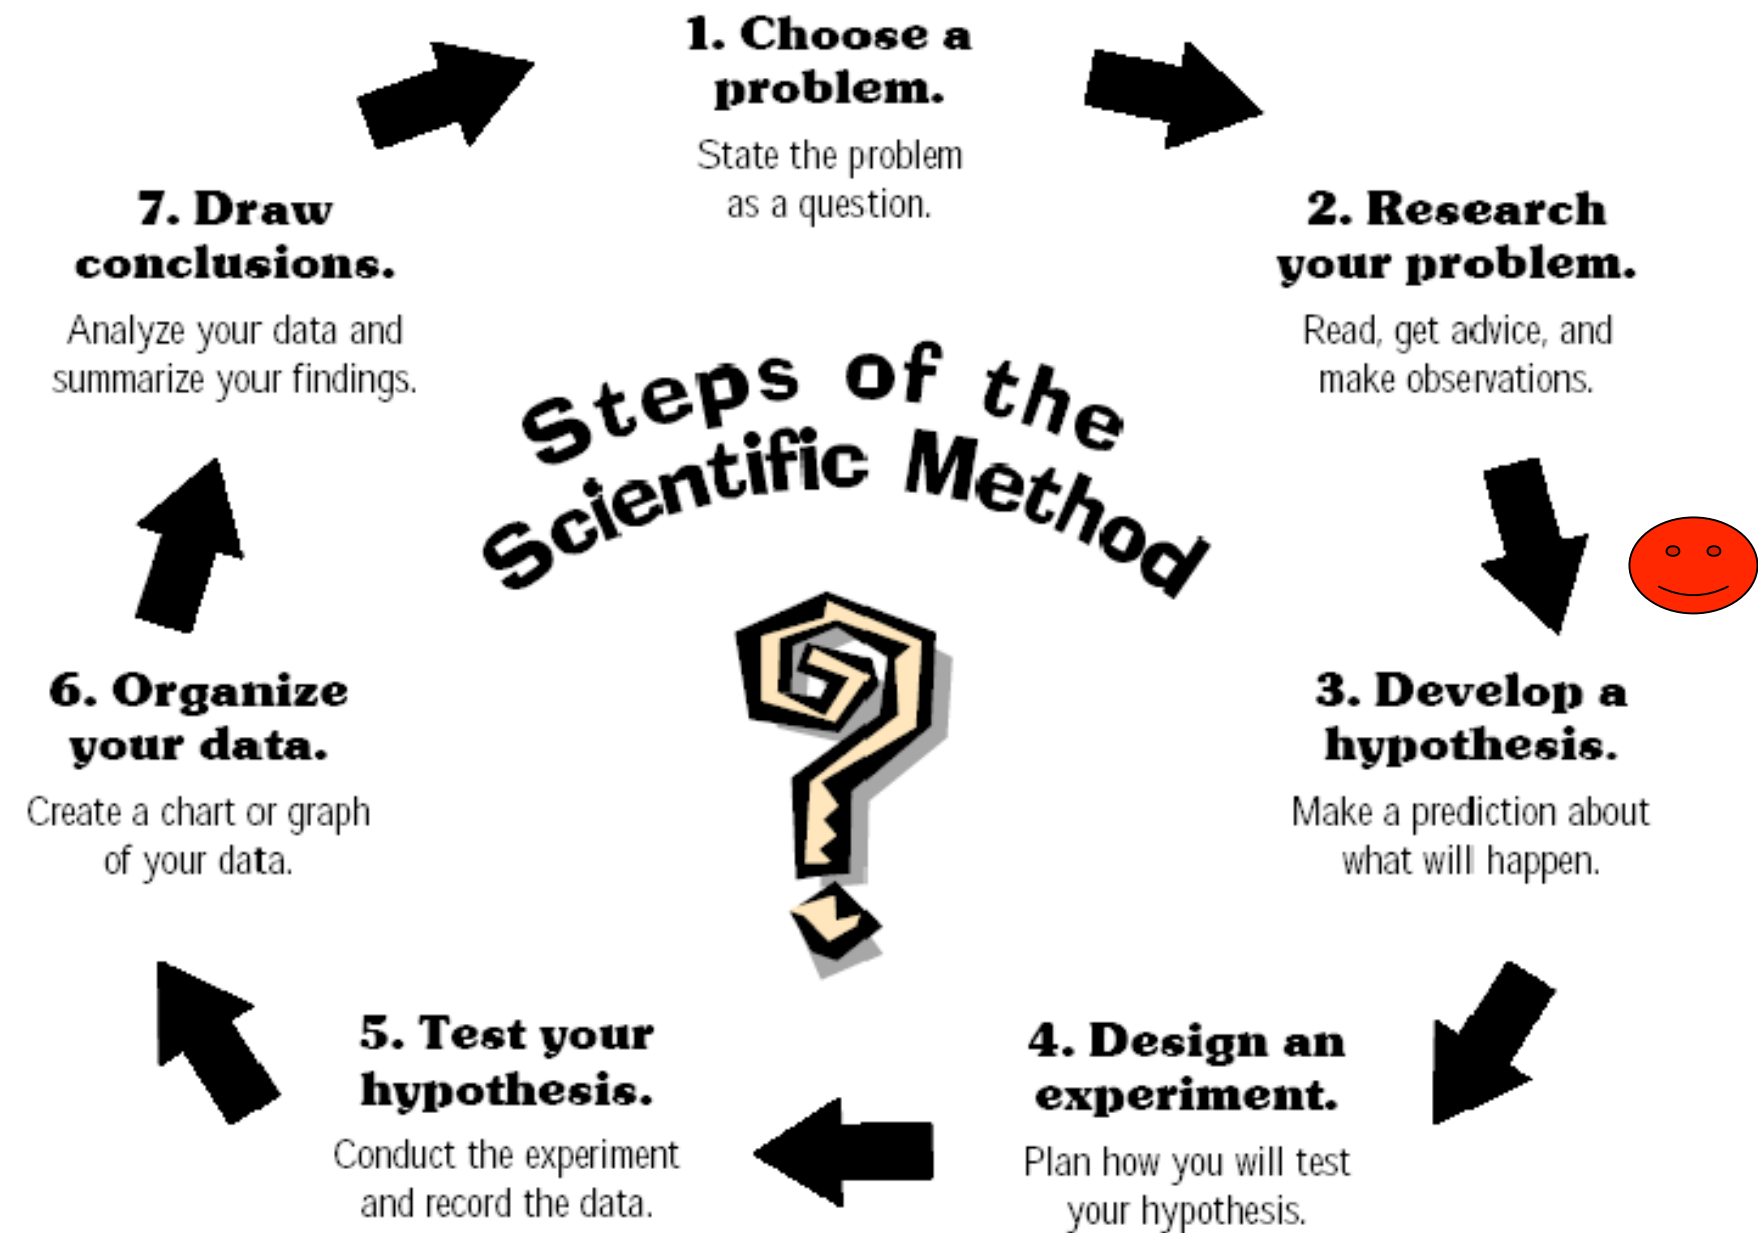 1. Choose a
problem.
State the problem
as a question.
2. Research
your problem.
Read, get advice, and
make observations.
3. Develop a
hypothesis.
Make a prediction about
what will happen.
4. Design an
experiment.
Plan how you will test
your hypothesis.
5. Test your
hypothesis.
Conduct the experiment
and record the data.
6. Organize
your data.
Create a chart or graph
of your data.
7. Draw
conclusions.
Analyze your data and
summarize your findings.
Steps of the
Scientific Method